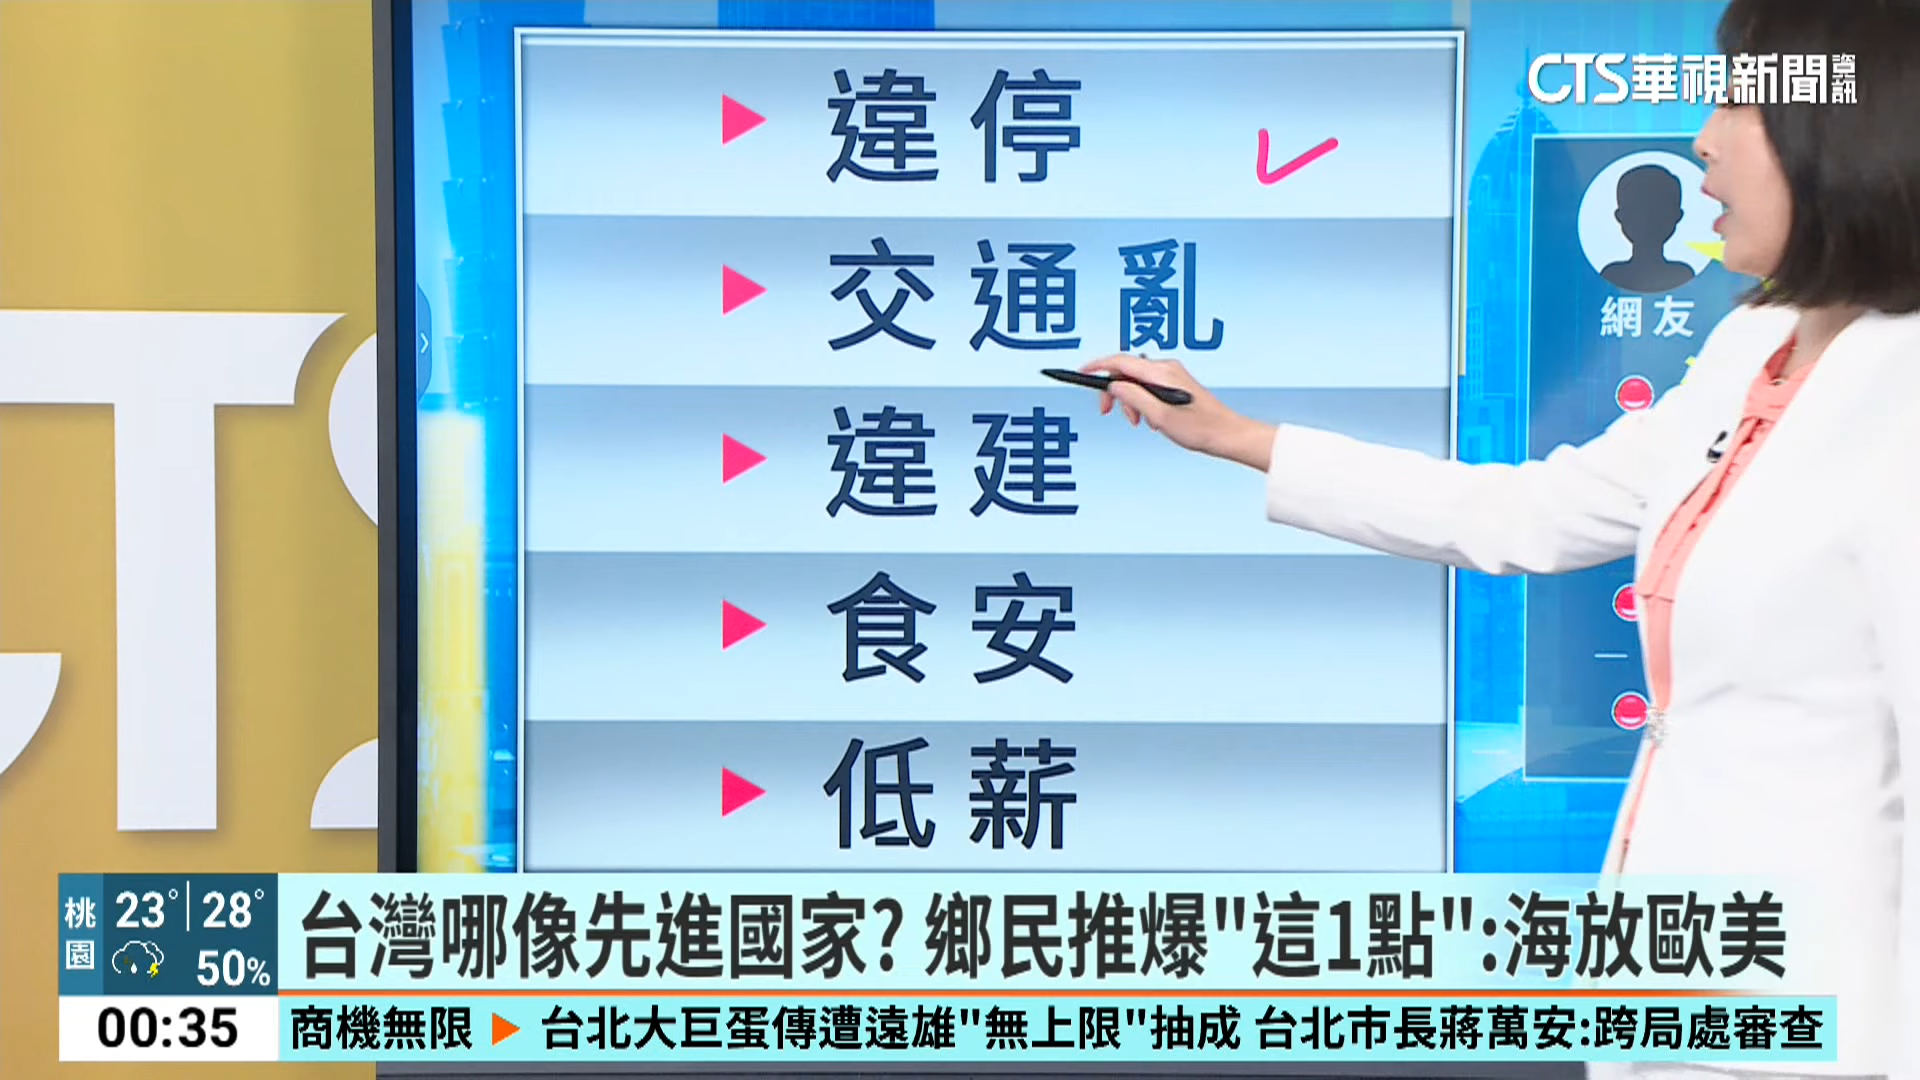 CTS華視新聞資訊
違停
交通亂
違建
食安
低薪
網友
桃園
23° 28°
50%
00:35
台灣哪像先進國家? 鄉民推爆"這1點":海放歐美
商機無限 台北大巨蛋傳遭遠雄"無上限"抽成 台北市長蔣萬安:跨局處審查